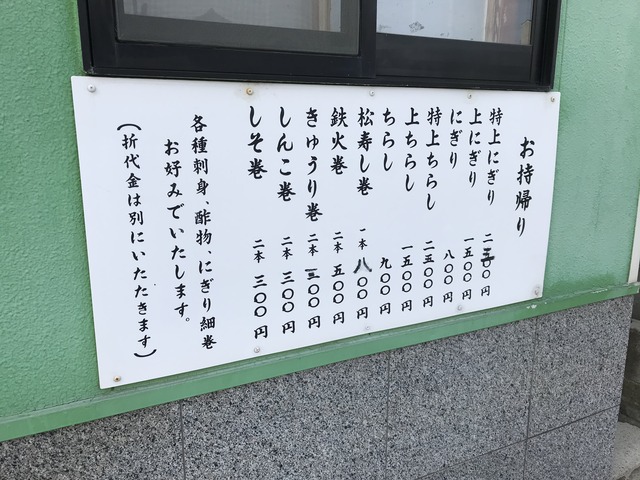 お持帰り
特上にぎり 二五〇〇円
上にぎり 一五〇〇円
にぎり 八〇〇円
特上ちらし 二五〇〇円
上ちらし 一五〇〇円
ちらし 九〇〇円
松寿し巻 一本 八〇〇円
鉄火巻 二本 五〇〇円
きゅうり巻 二本 三〇〇円
しんこ巻 二本 三〇〇円
しそ巻 二本 三〇〇円
各種刺身、酢物、にぎり細巻
お好みでいたします。
（折代金は別にいたたきます）